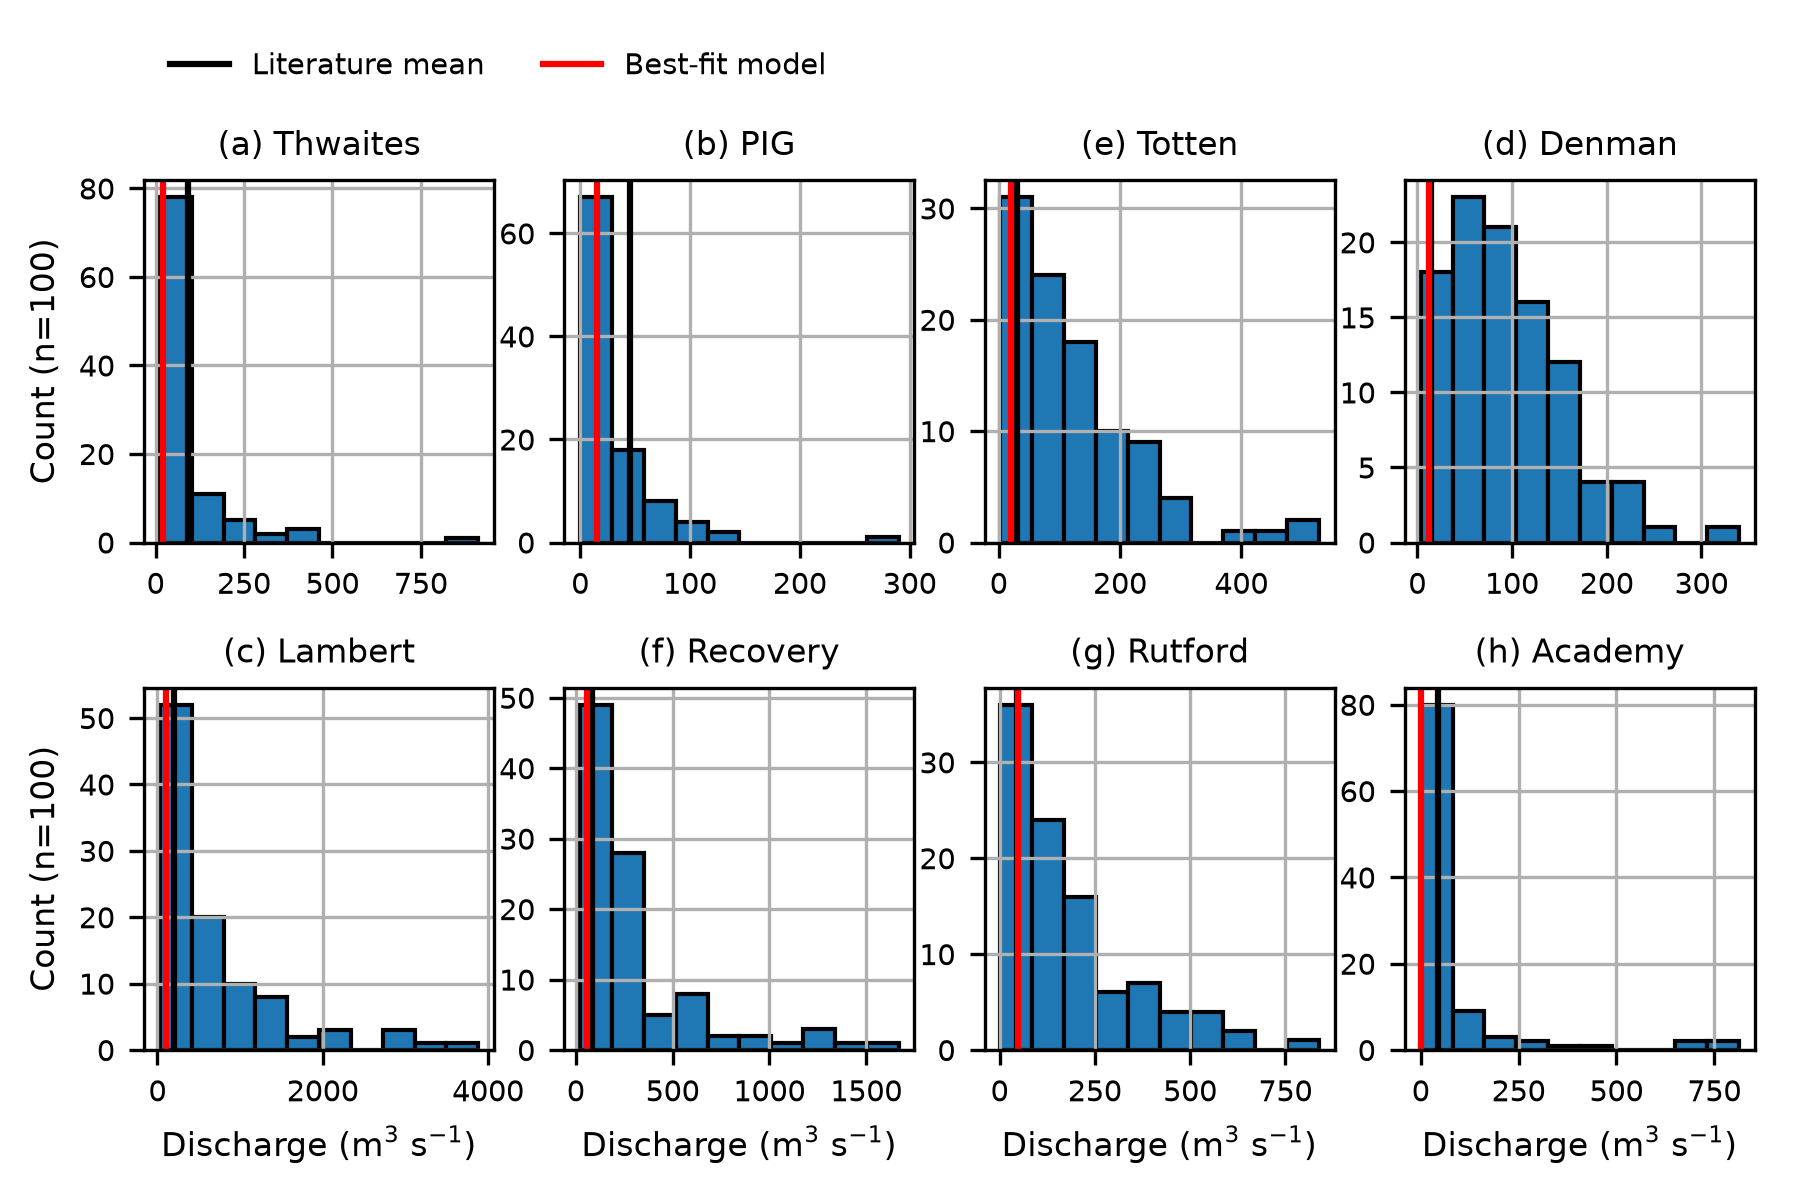 Literature mean Best-fit model
(a) Thwaites (b) PIG (e) Totten (d) Denman
80
60
40
20
0
Count (n=100)
0 250 500 750
60
40
20
0
0 100 200 300
30
20
10
0
0 200 400
20
15
10
5
0
0 100 200 300
(c) Lambert (f) Recovery (g) Rutford (h) Academy
50
40
30
20
10
0
Count (n=100)
0 2000 4000
50
40
30
20
10
0
0 500 1000 1500
30
20
10
0
0 250 500 750
80
60
40
20
0
0 250 500 750
Discharge (m³ s⁻¹) Discharge (m³ s⁻¹) Discharge (m³ s⁻¹) Discharge (m³ s⁻¹)